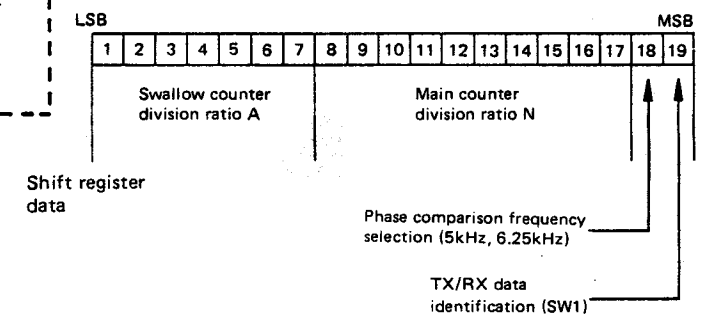 LSB MSB
1 2 3 4 5 6 7 8 9 10 11 12 13 14 15 16 17 18 19
Swallow counter
division ratio A
Main counter
division ratio N
Shift register
data
Phase comparison frequency
selection (5kHz, 6.25kHz)
TX/RX data
identification (SW1)